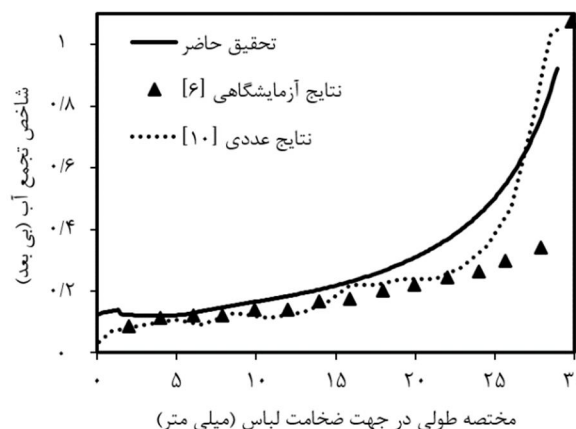 تحقیق حاضر
نتایج آزمایشگاهی [۶]
نتایج عددی [۱۰]
شاخص تجمع آب (بی بعد)
۱
۰/۸
۰/۶
۰/۴
۰/۲
۰
۰ ۵ ۱۰ ۱۵ ۲۰ ۲۵ ۳۰
مختصه طولی در جهت ضخامت لباس (میلی متر)